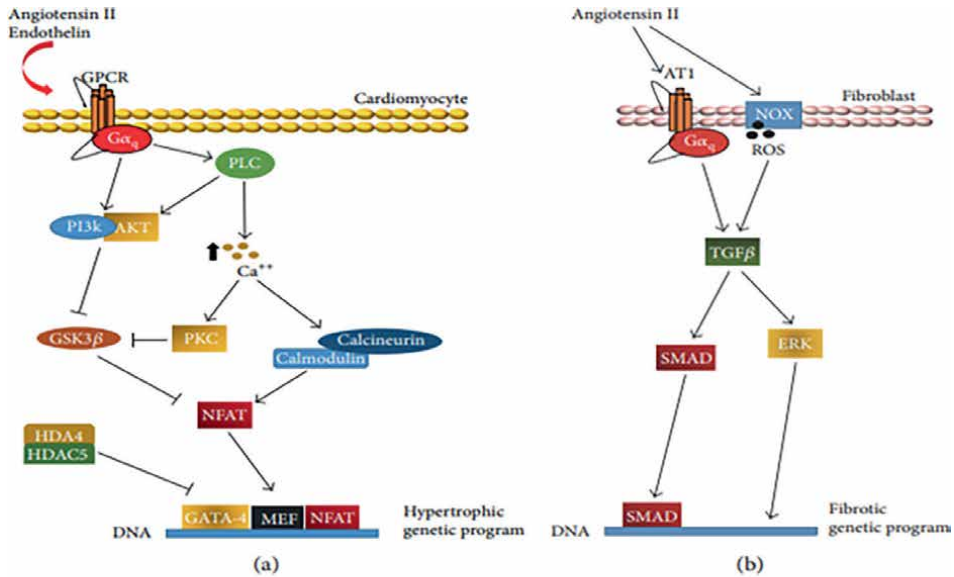 Angiotensin II
Endothelin
GPCR
Cardiomyocyte
Gαq
PLC
PI3k
AKT
Ca++
GSK3β
PKC
Calcineurin
Calmodulin
NFAT
HDA4
HDAC5
GATA-4
MEF
NFAT
DNA
Hypertrophic
genetic program
(a)
Angiotensin II
AT1
NOX
Fibroblast
Gαq
ROS
TGFβ
SMAD
ERK
SMAD
DNA
Fibrotic
genetic program
(b)